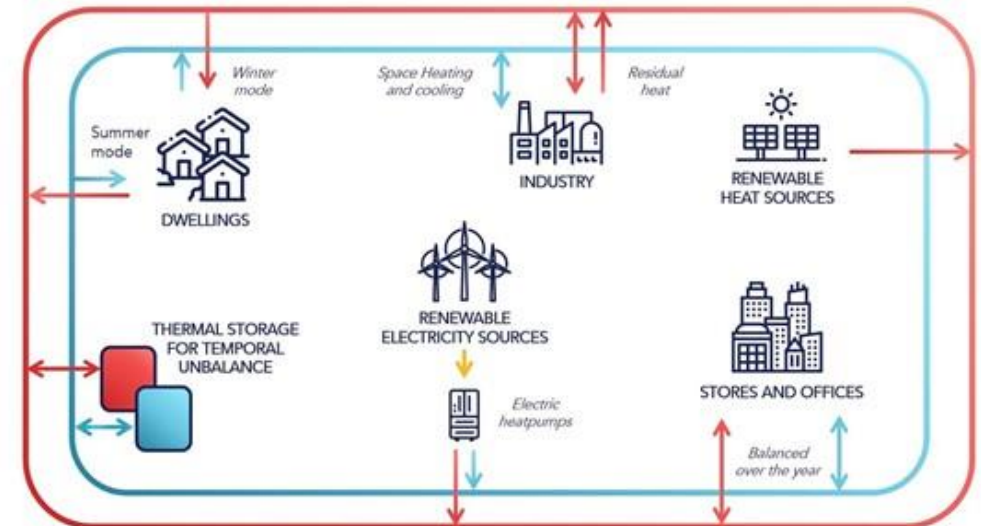 Winter
mode
Space Heating
and cooling
Residual
heat
Summer
mode
DWELLINGS
INDUSTRY
RENEWABLE
HEAT SOURCES
RENEWABLE
ELECTRICITY SOURCES
THERMAL STORAGE
FOR TEMPORAL
UNBALANCE
STORES AND OFFICES
Electric
heatpumps
Balanced
over the year